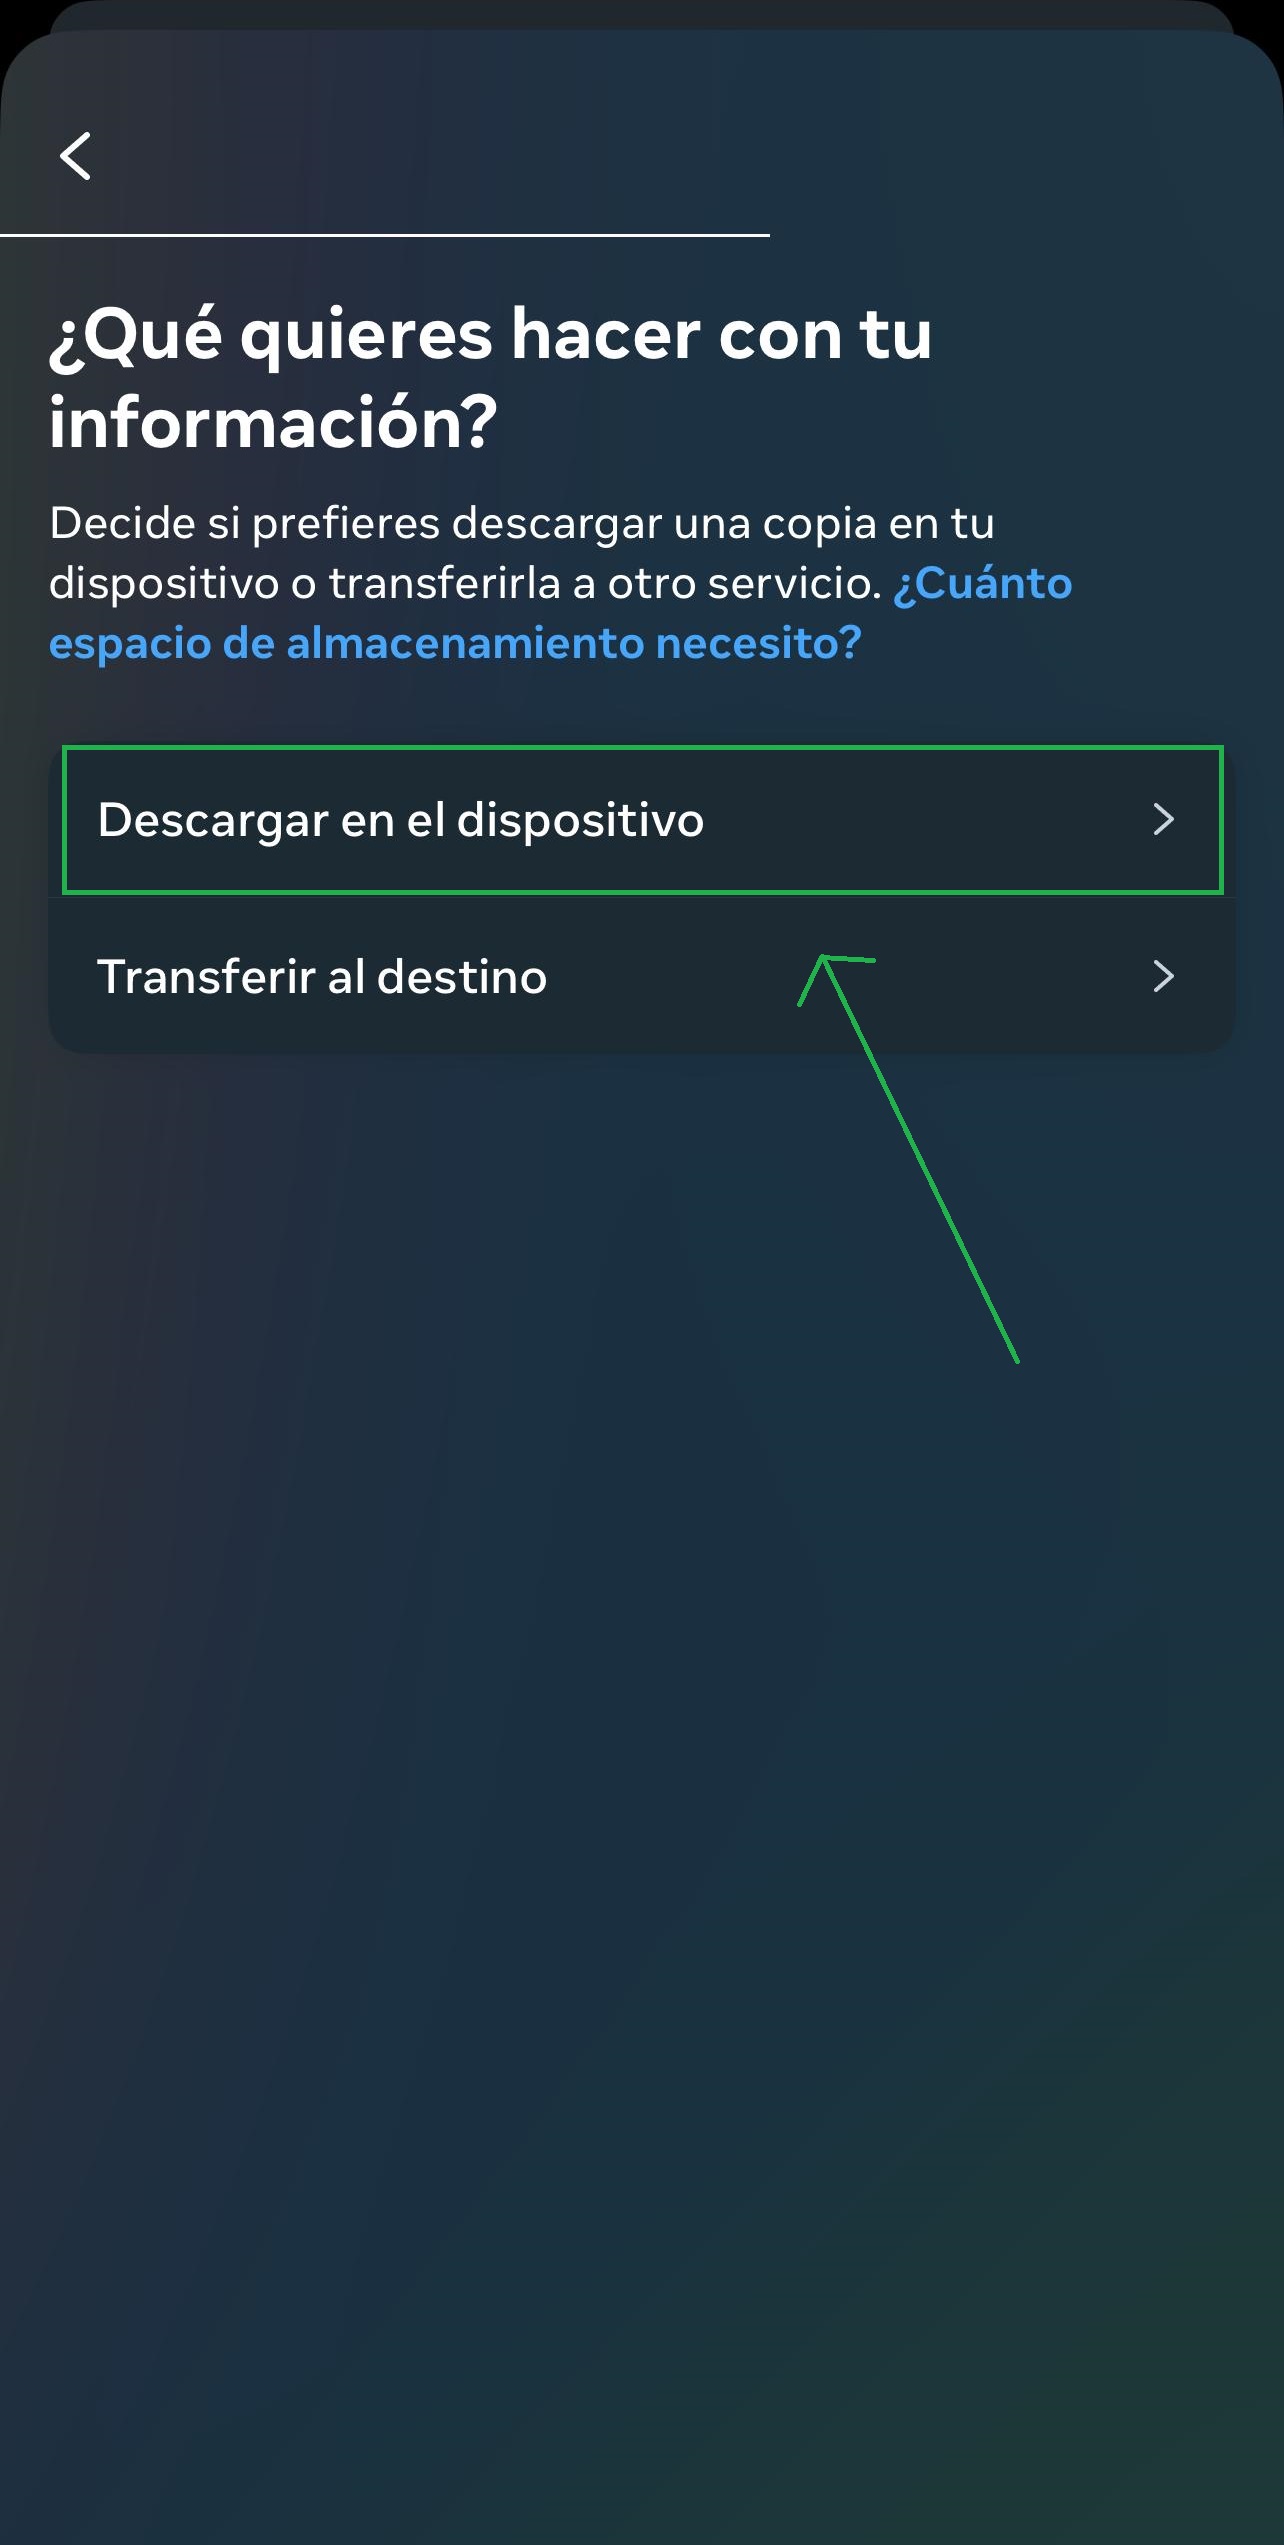 ¿Qué quieres hacer con tu
información?
Decide si prefieres descargar una copia en tu
dispositivo o transferirla a otro servicio. ¿Cuánto
espacio de almacenamiento necesito?
Descargar en el dispositivo
Transferir al destino